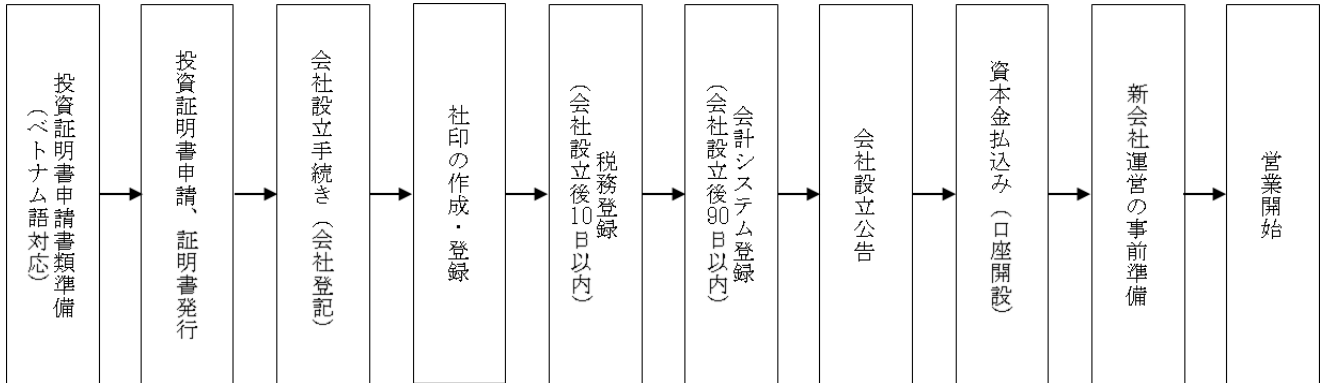 投資証明書申請書類準備
（ベトナム語対応）
投資証明書申請、証明書発行
会社設立手続き（会社登記）
社印の作成・登録
税務登録
（会社設立後10日以内）
会計システム登録
（会社設立後90日以内）
会社設立公告
資本金払込み（口座開設）
新会社運営の事前準備
営業開始